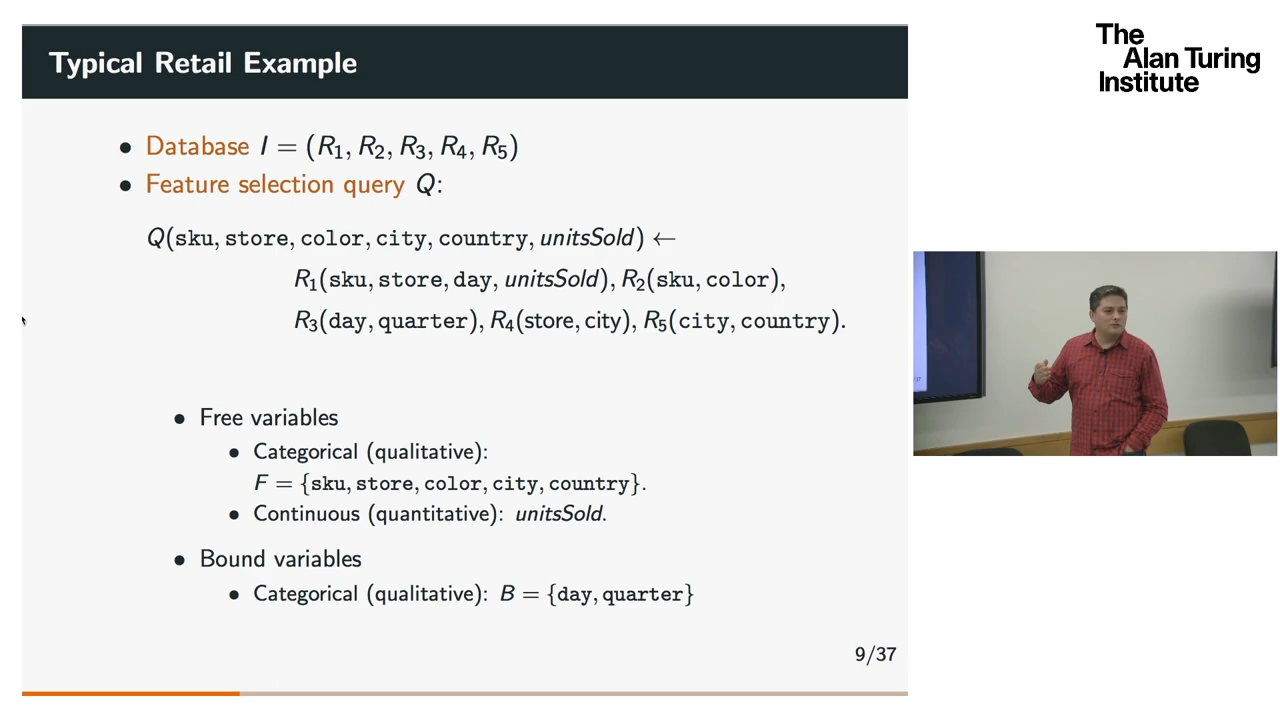 The
Alan Turing
Institute
Typical Retail Example
• Database I = (R₁, R₂, R₃, R₄, R₅)
• Feature selection query Q:
Q(sku, store, color, city, country, unitsSold) ←
R₁(sku, store, day, unitsSold), R₂(sku, color),
R₃(day, quarter), R₄(store, city), R₅(city, country).
• Free variables
• Categorical (qualitative):
F = {sku, store, color, city, country}.
• Continuous (quantitative): unitsSold.
• Bound variables
• Categorical (qualitative): B = {day, quarter}
9/37